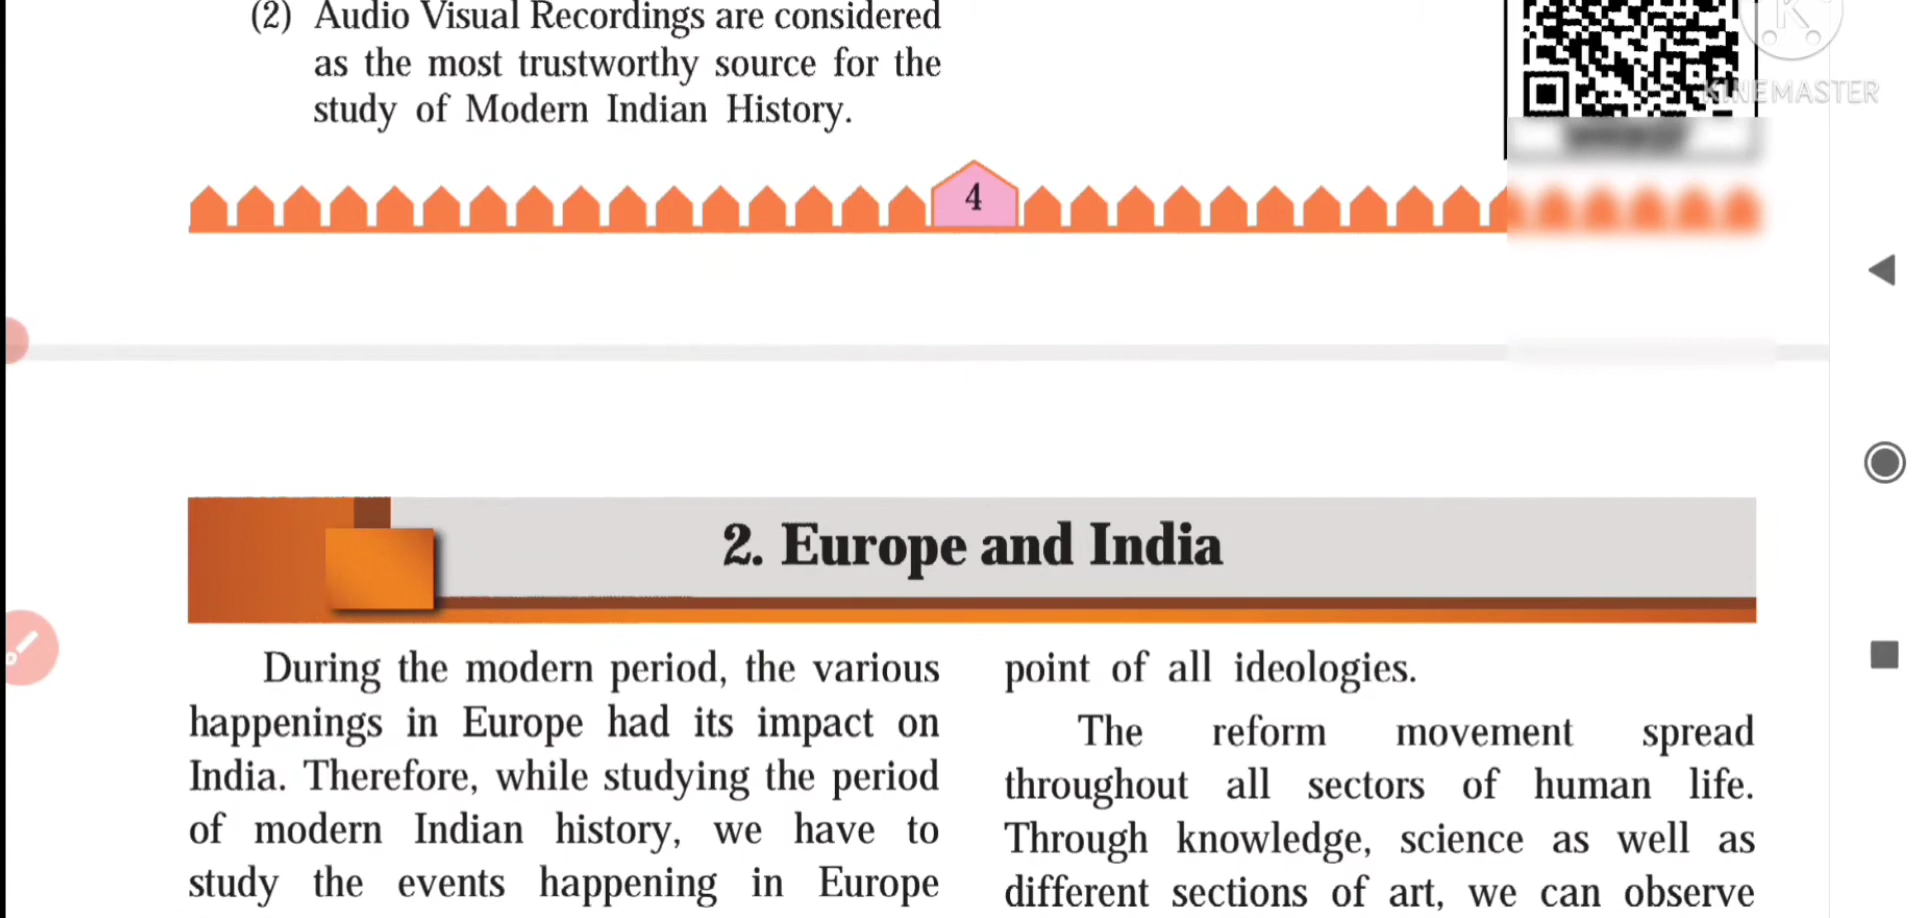 (2) Audio Visual Recordings are considered
as the most trustworthy source for the
study of Modern Indian History.
K
KINEMASTER
4
2. Europe and India
During the modern period, the various
happenings in Europe had its impact on
India. Therefore, while studying the period
of modern Indian history, we have to
study the events happening in Europe
point of all ideologies.
The reform movement spread
throughout all sectors of human life.
Through knowledge, science as well as
different sections of art, we can observe